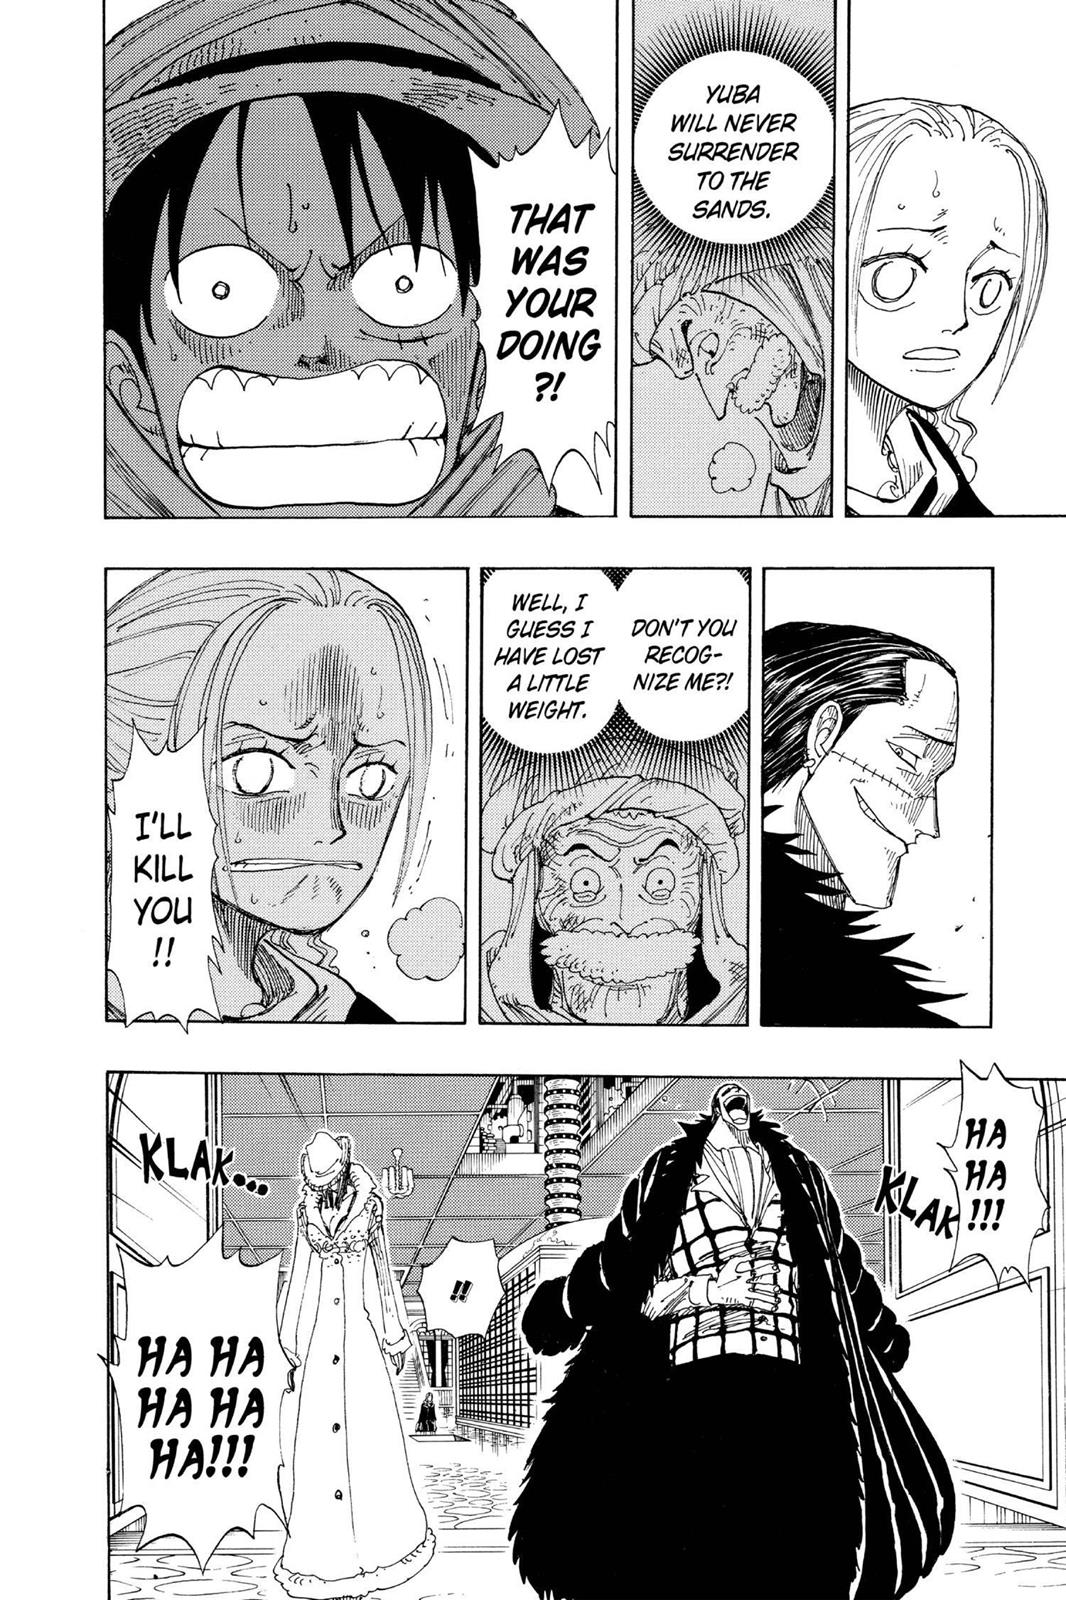 YUBA
WILL NEVER
SURRENDER
TO THE
SANDS.
THAT
WAS
YOUR
DOING
?!
DON'T YOU
RECOG-
NIZE ME?!
WELL, I
GUESS I
HAVE LOST
A LITTLE
WEIGHT.
I'LL
KILL
YOU
!!
HA
HA
!!!
KLAK
!!
KLAK...
HA HA
HA HA
HA!!!